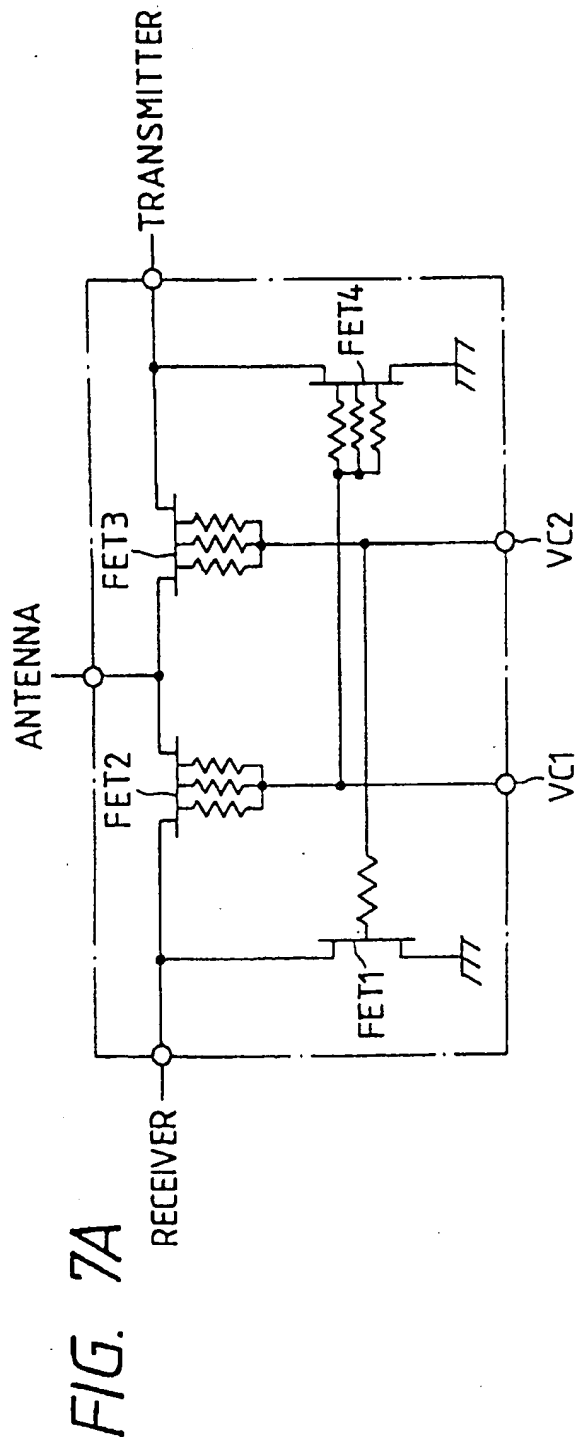 FIG. 7A
ANTENNA
RECEIVER
TRANSMITTER
FET2
FET3
FET1
FET4
VC1
VC2